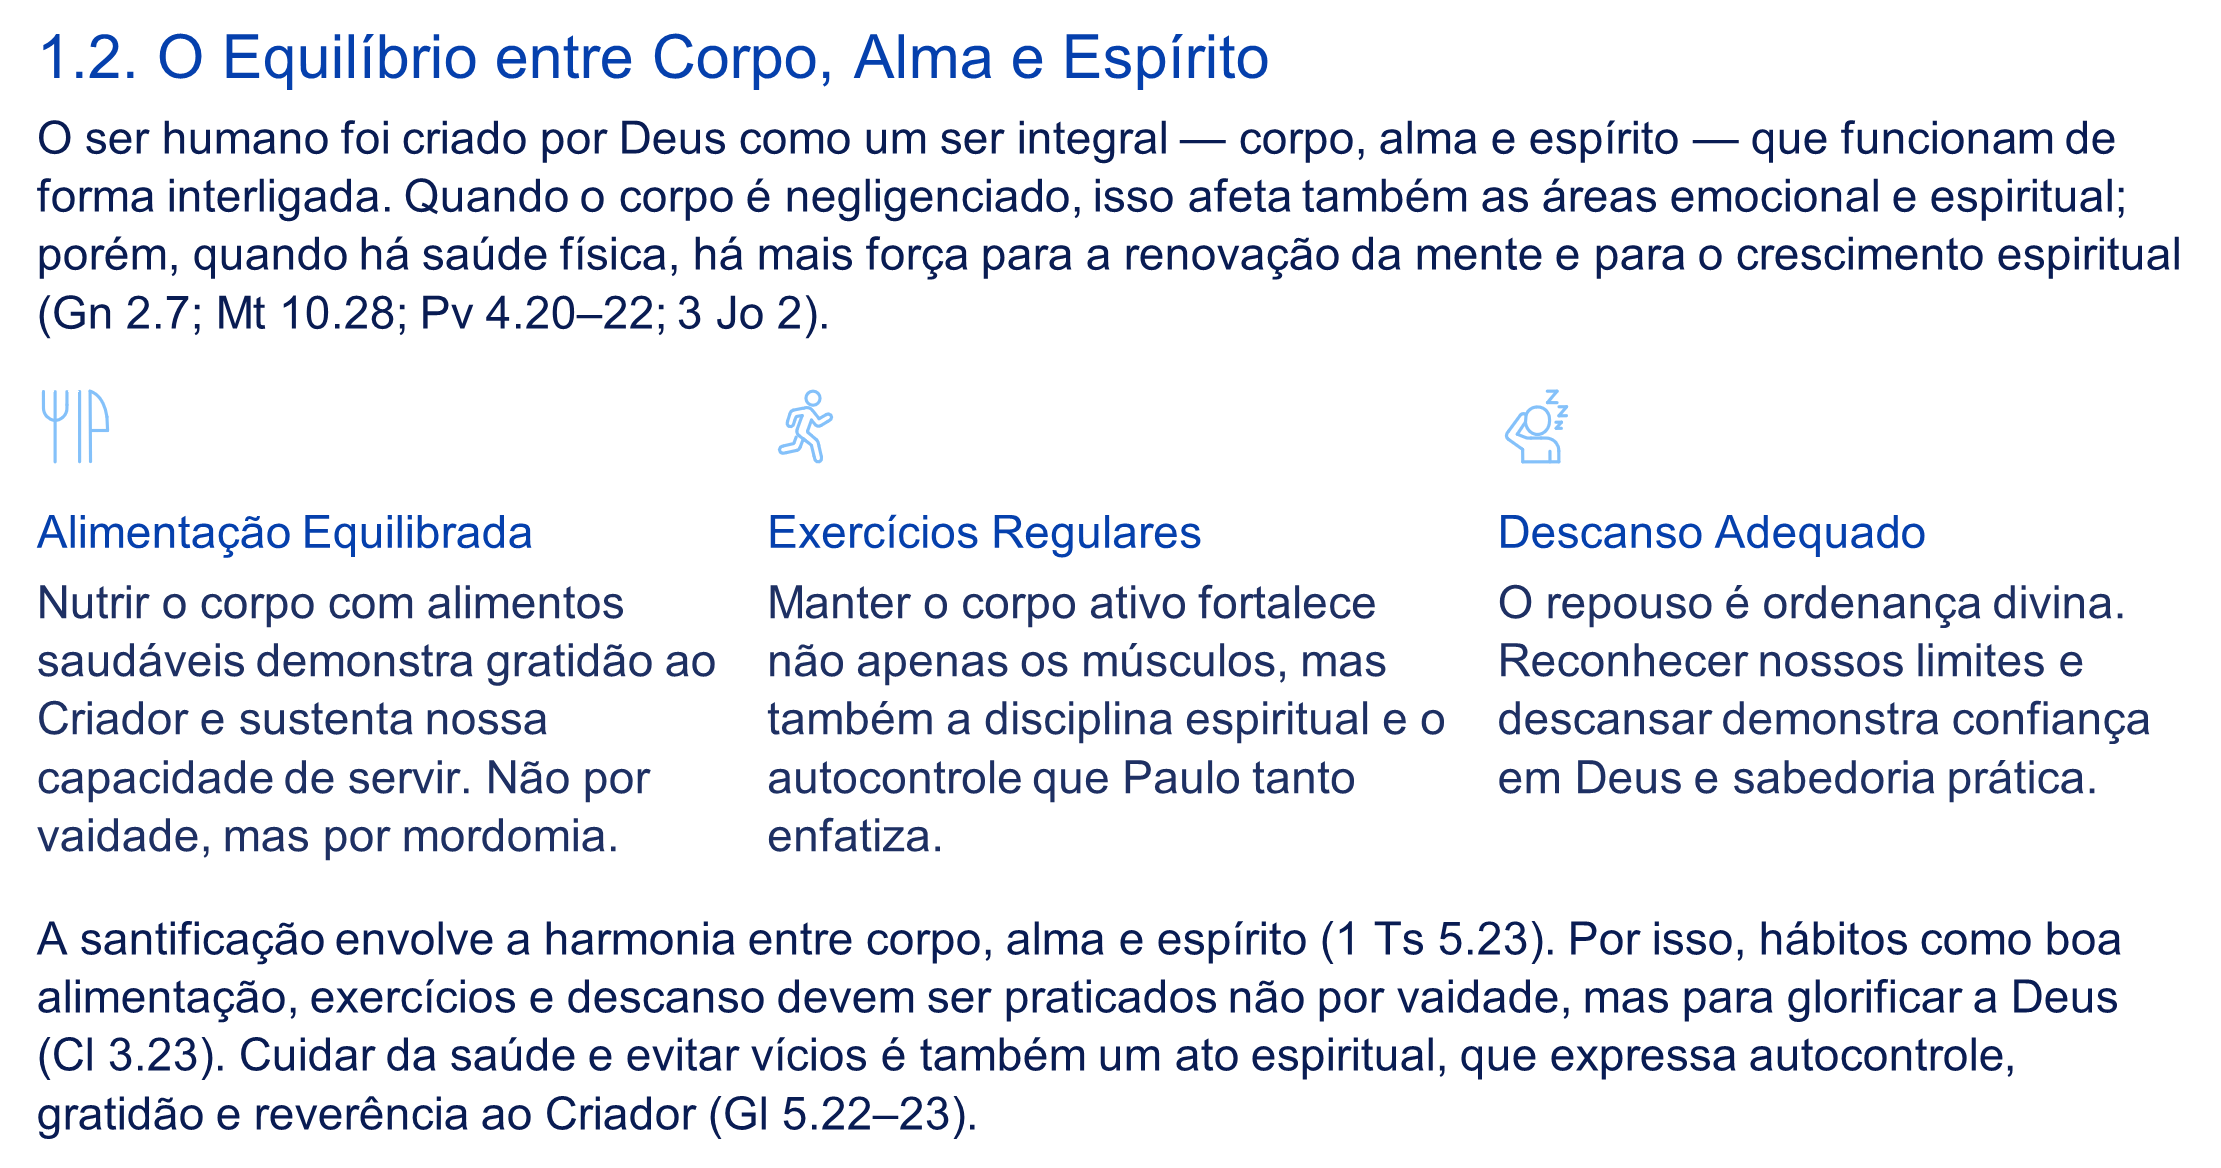 1.2. O Equilíbrio entre Corpo, Alma e Espírito
O ser humano foi criado por Deus como um ser integral — corpo, alma e espírito — que funcionam de
forma interligada. Quando o corpo é negligenciado, isso afeta também as áreas emocional e espiritual;
porém, quando há saúde física, há mais força para a renovação da mente e para o crescimento espiritual
(Gn 2.7; Mt 10.28; Pv 4.20–22; 3 Jo 2).
Alimentação Equilibrada
Nutrir o corpo com alimentos
saudáveis demonstra gratidão ao
Criador e sustenta nossa
capacidade de servir. Não por
vaidade, mas por mordomia.
Exercícios Regulares
Manter o corpo ativo fortalece
não apenas os músculos, mas
também a disciplina espiritual e o
autocontrole que Paulo tanto
enfatiza.
Descanso Adequado
O repouso é ordenança divina.
Reconhecer nossos limites e
descansar demonstra confiança
em Deus e sabedoria prática.
A santificação envolve a harmonia entre corpo, alma e espírito (1 Ts 5.23). Por isso, hábitos como boa
alimentação, exercícios e descanso devem ser praticados não por vaidade, mas para glorificar a Deus
(Cl 3.23). Cuidar da saúde e evitar vícios é também um ato espiritual, que expressa autocontrole,
gratidão e reverência ao Criador (Gl 5.22–23).